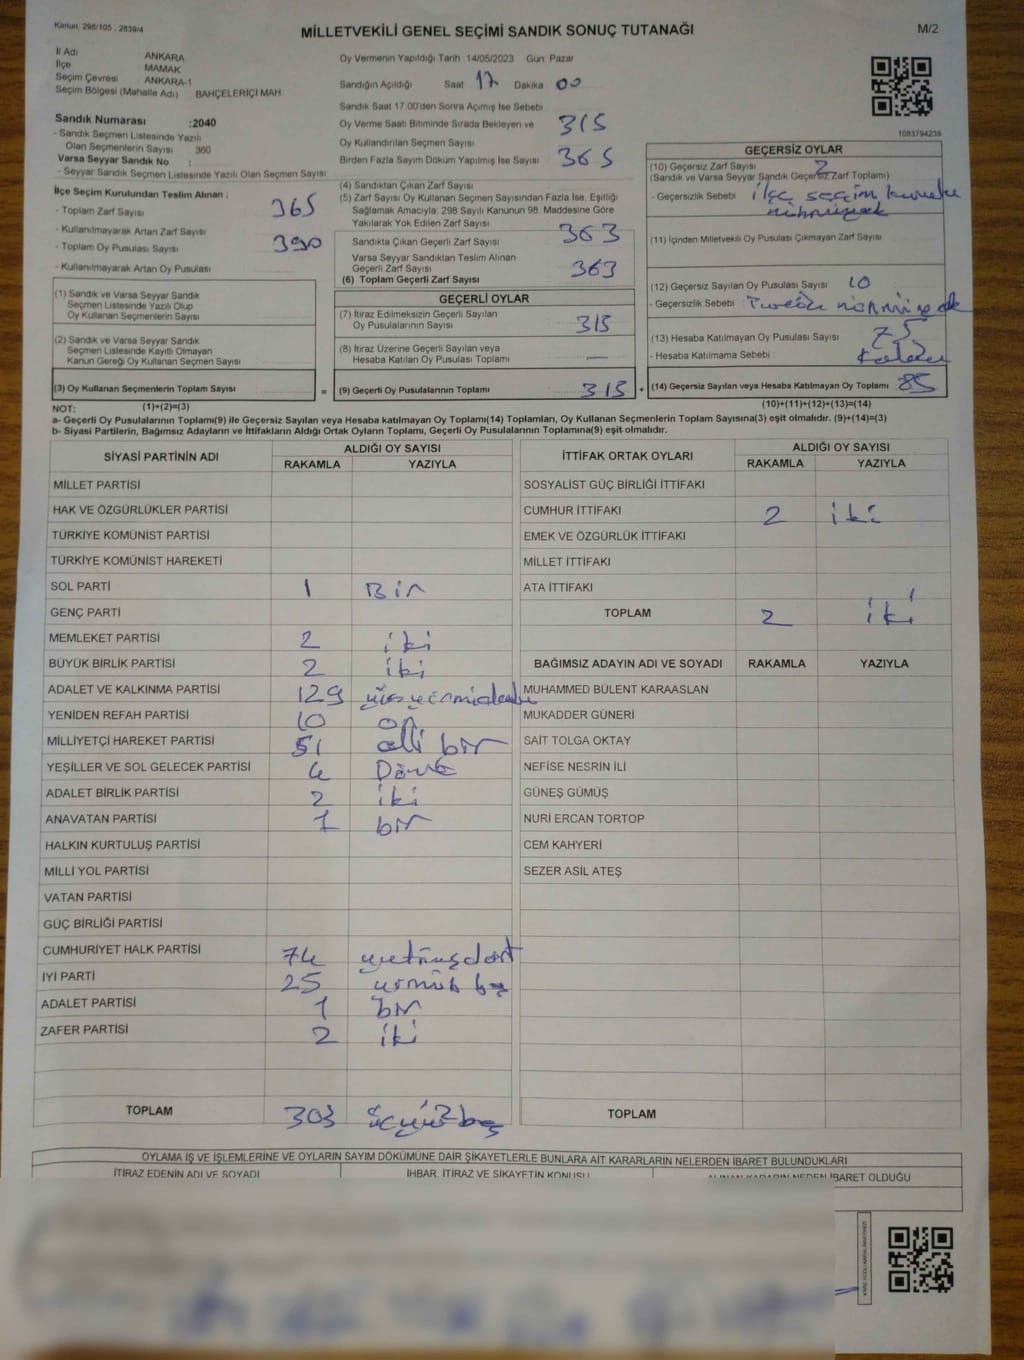 Kanun, 298/105 , 2839/4
MİLLETVEKİLİ GENEL SEÇİMİ SANDIK SONUÇ TUTANAĞI
M/2
İl Adı ANKARA
İlçe MAMAK
Seçim Çevresi ANKARA-1
Seçim Bölgesi (Mahalle Adı) BAHÇELERİÇİ MAH.
Oy Vermenin Yapıldığı Tarih 14/05/2023 Gün: Pazar
Sandığın Açıldığı Saat 17 Dakika 00
Sandık Saat 17.00'den Sonra Açımış İse Sebebi
Sandık Numarası :2040
- Sandık Seçmen Listesinde Yazılı
Olan Seçmenlerin Sayısı 360
Varsa Seyyar Sandık No :
- Seyyar Sandık Seçmen Listesinde Yazılı Olan Seçmen Sayısı
Oy Verme Saati Bitiminde Sırada Bekleyen ve 315
Oy Kullandırılan Seçmen Sayısı
Birden Fazla Sayım Döküm Yapılmış İse Sayısı 365
1083794239
İlçe Seçim Kurulundan Teslim Alınan :
- Toplam Zarf Sayısı 365
- Kullanılmayarak Artan Zarf Sayısı
- Toplam Oy Pusulası Sayısı 390
- Kullanılmayarak Artan Oy Pusulası
(4) Sandıktan Çıkan Zarf Sayısı
(5) Zarf Sayısı Oy Kullanan Seçmen Sayısından Fazla İse, Eşitliği
Sağlamak Amacıyla; 298 Sayılı Kanunun 98. Maddesine Göre
Yakılarak Yok Edilen Zarf Sayısı
Sandıkta Çıkan Geçerli Zarf Sayısı 363
Varsa Seyyar Sandıktan Teslim Alınan
Geçerli Zarf Sayısı 363
(6) Toplam Geçerli Zarf Sayısı
GEÇERSİZ OYLAR
(10) Geçersiz Zarf Sayısı 2
(Sandık ve Varsa Seyyar Sandık Geçersiz Zarf Toplamı)
- Geçersizlik Sebebi ilçe seçim
(11) İçinden Milletvekili Oy Pusulası Çıkmayan Zarf Sayısı
(12) Geçersiz Sayılan Oy Pusulası Sayısı 10
- Geçersizlik Sebebi
(13) Hesaba Katılmayan Oy Pusulası Sayısı 75
- Hesaba Katılmama Sebebi
(1) Sandık ve Varsa Seyyar Sandık
Seçmen Listesinde Yazılı Olup
Oy Kullanan Seçmenlerin Sayısı
(2) Sandık ve Varsa Seyyar Sandık
Seçmen Listesinde Kayıtlı Olmayan
Kanun Gereği Oy Kullanan Seçmen Sayısı
GEÇERLİ OYLAR
(7) İtiraz Edilmeksizin Geçerli Sayılan
Oy Pusulalarının Sayısı 315
(8) İtiraz Üzerine Geçerli Sayılan veya
Hesaba Katılan Oy Pusulası Toplamı —
(3) Oy Kullanan Seçmenlerin Toplam Sayısı = (9) Geçerli Oy Pusulalarının Toplamı 315 + (14) Geçersiz Sayılan veya Hesaba Katılmayan Oy Toplamı 85
NOT: (1)+(2)=(3)
(10)+(11)+(12)+(13)=(14)
a- Geçerli Oy Pusulalarının Toplamı(9) ile Geçersiz Sayılan veya Hesaba katılmayan Oy Toplamı(14) Toplamları, Oy Kullanan Seçmenlerin Toplam Sayısına(3) eşit olmalıdır. (9)+(14)=(3)
b- Siyasi Partilerin, Bağımsız Adayların ve İttifakların Aldığı Ortak Oyların Toplamı, Geçerli Oy Pusulalarının Toplamına(9) eşit olmalıdır.
SİYASİ PARTİNİN ADI
ALDIĞI OY SAYISI
RAKAMLA YAZIYLA
MİLLET PARTİSİ
HAK VE ÖZGÜRLÜKLER PARTİSİ
TÜRKİYE KOMÜNİST PARTİSİ
TÜRKİYE KOMÜNİST HAREKETİ
SOL PARTİ 1 Bir
GENÇ PARTİ
MEMLEKET PARTİSİ 2 iki
BÜYÜK BİRLİK PARTİSİ 2 iki
ADALET VE KALKINMA PARTİSİ 129
YENİDEN REFAH PARTİSİ 10 on
MİLLİYETÇİ HAREKET PARTİSİ 51 elli bir
YEŞİLLER VE SOL GELECEK PARTİSİ 4 Dört
ADALET BİRLİK PARTİSİ 2 iki
ANAVATAN PARTİSİ 1 bir
HALKIN KURTULUŞ PARTİSİ
MİLLİ YOL PARTİSİ
VATAN PARTİSİ
GÜÇ BİRLİĞİ PARTİSİ
CUMHURİYET HALK PARTİSİ 74 yetmişdört
İYİ PARTİ 25 beş
ADALET PARTİSİ 1 bir
ZAFER PARTİSİ 2 iki
TOPLAM 303
İTTİFAK ORTAK OYLARI
ALDIĞI OY SAYISI
RAKAMLA YAZIYLA
SOSYALİST GÜÇ BİRLİĞİ İTTİFAKI
CUMHUR İTTİFAKI 2 iki
EMEK VE ÖZGÜRLÜK İTTİFAKI
MİLLET İTTİFAKI
ATA İTTİFAKI
TOPLAM 2 iki
BAĞIMSIZ ADAYIN ADI VE SOYADI RAKAMLA YAZIYLA
MUHAMMED BÜLENT KARAASLAN
MUKADDER GÜNERİ
SAİT TOLGA OKTAY
NEFİSE NESRİN İLİ
GÜNEŞ GÜMÜŞ
NURİ ERCAN TORTOP
CEM KAHYERİ
SEZER ASİL ATEŞ
TOPLAM
OYLAMA İŞ VE İŞLEMLERİNE VE OYLARIN SAYIM DÖKÜMÜNE DAİR ŞİKAYETLERLE BUNLARA AİT KARARLARIN NELERDEN İBARET BULUNDUKLARI
İTİRAZ EDENİN ADI VE SOYADI İHBAR, İTİRAZ VE ŞİKAYETİN KONUSU ALINAN KARARIN NEDEN İBARET OLDUĞU